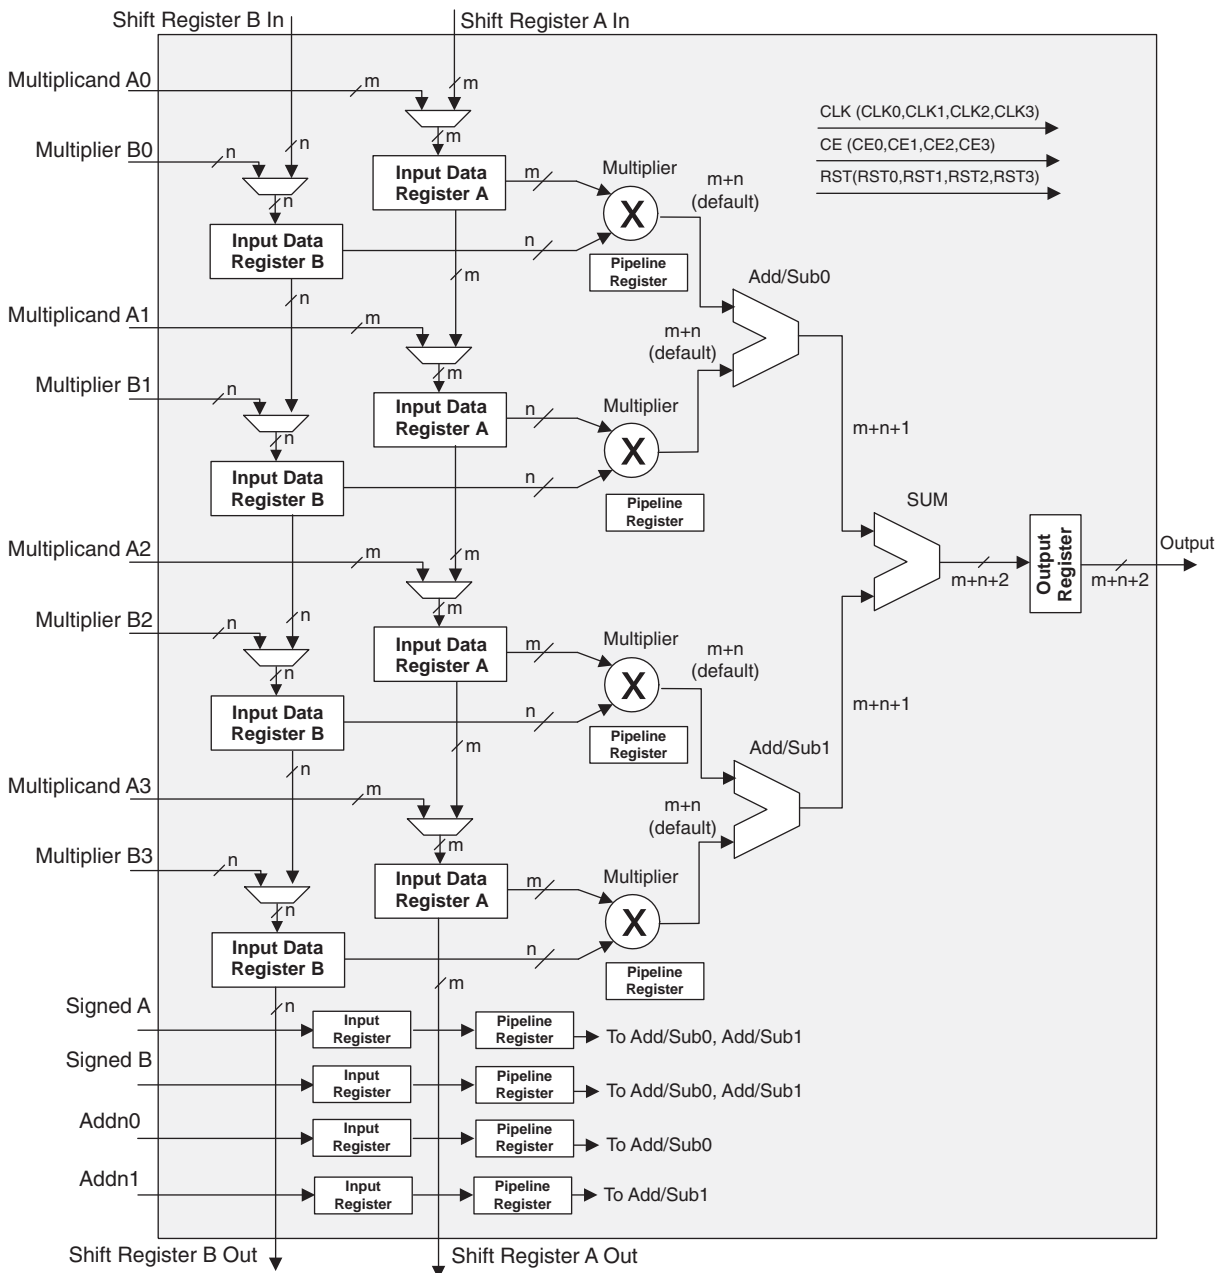 Shift Register B In
Shift Register A In
Multiplicand A0
m
m
CLK (CLK0,CLK1,CLK2,CLK3)
m
CE (CE0,CE1,CE2,CE3)
Multiplier B0
n
n
RST(RST0,RST1,RST2,RST3)
Input Data
Register A
m
Multiplier
X
m+n
(default)
n
Input Data
Register B
n
Pipeline
Register
m
n
Add/Sub0
Multiplicand A1
m
m+n
(default)
m
Multiplier B1
n
Input Data
Register A
n
Multiplier
X
n
m+n+1
Input Data
Register B
n
Pipeline
Register
SUM
Multiplicand A2
m
m
m+n+2
Output
Register
m+n+2
Output
m
Multiplier B2
n
n
Input Data
Register A
m
Multiplier
X
m+n
(default)
n
m+n+1
Input Data
Register B
n
Pipeline
Register
m
n
Add/Sub1
Multiplicand A3
m
m+n
(default)
m
Multiplier B3
n
Input Data
Register A
m
Multiplier
X
n
Input Data
Register B
n
Pipeline
Register
m
n
Signed A
Input
Register
Pipeline
Register
To Add/Sub0, Add/Sub1
Signed B
Input
Register
Pipeline
Register
To Add/Sub0, Add/Sub1
Addn0
Input
Register
Pipeline
Register
To Add/Sub0
Addn1
Input
Register
Pipeline
Register
To Add/Sub1
Shift Register B Out
Shift Register A Out